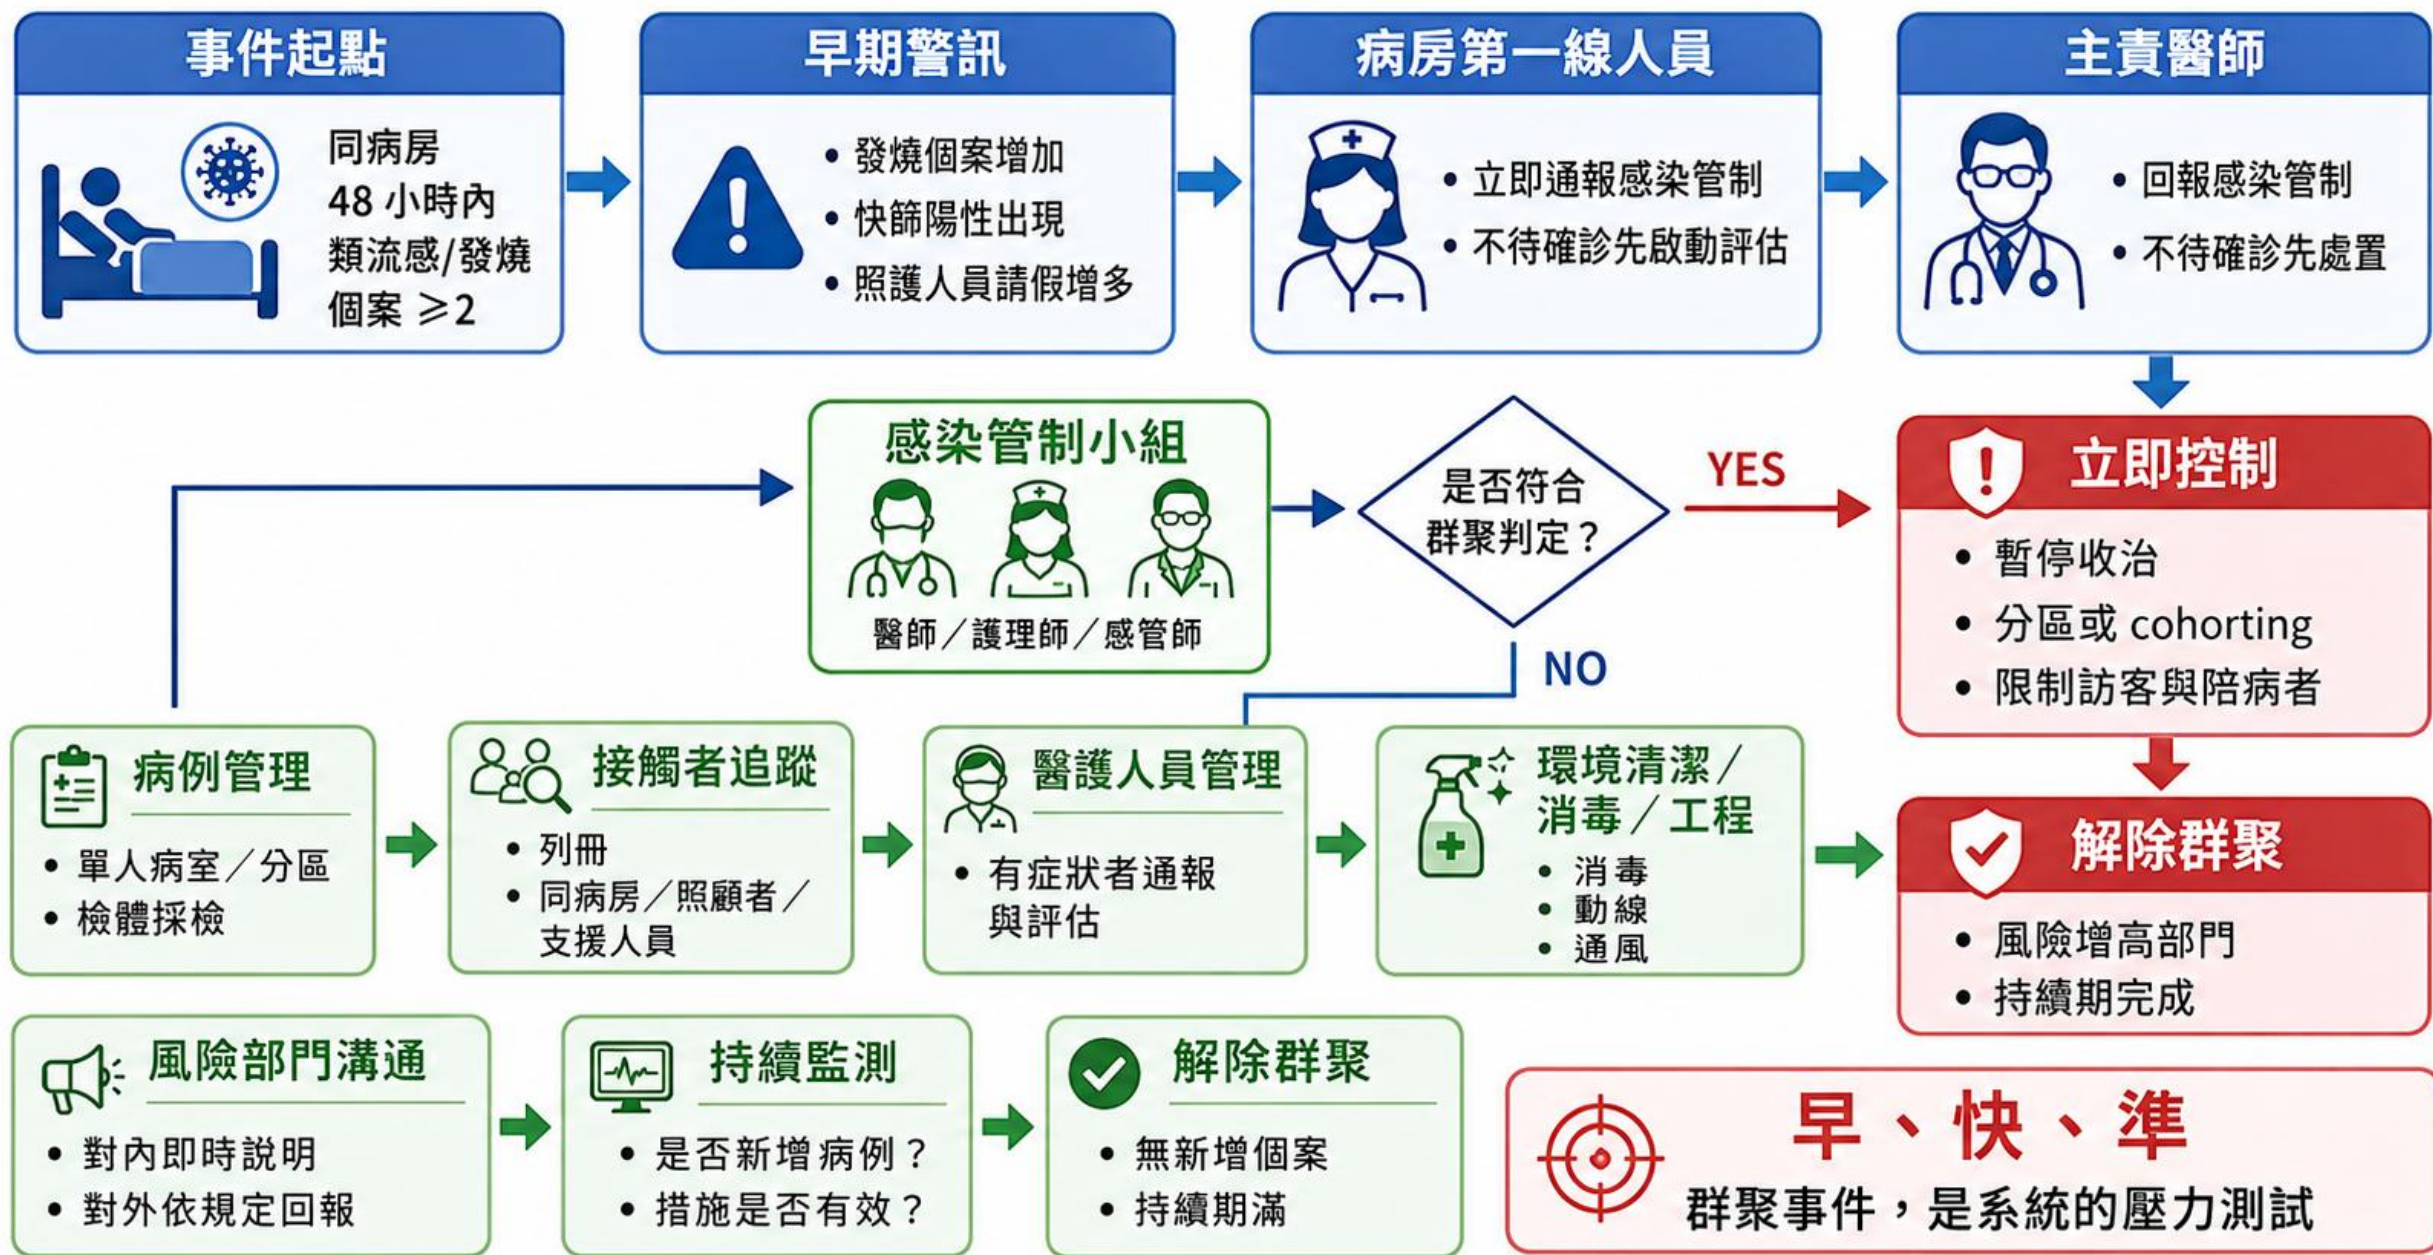 事件起點
同病房
48 小時內
類流感/發燒
個案 ≥2
早期警訊
• 發燒個案增加
• 快篩陽性出現
• 照護人員請假增多
病房第一線人員
• 立即通報感染管制
• 不待確診先啟動評估
主責醫師
• 回報感染管制
• 不待確診先處置
感染管制小組
醫師／護理師／感管師
是否符合
群聚判定？
YES
NO
立即控制
• 暫停收治
• 分區或 cohorting
• 限制訪客與陪病者
病例管理
• 單人病室／分區
• 檢體採檢
接觸者追蹤
• 列冊
• 同病房／照顧者／
支援人員
醫護人員管理
• 有症狀者通報
與評估
環境清潔／
消毒／工程
• 消毒
• 動線
• 通風
解除群聚
• 風險增高部門
• 持續期完成
風險部門溝通
• 對內即時說明
• 對外依規定回報
持續監測
• 是否新增病例？
• 措施是否有效？
解除群聚
• 無新增個案
• 持續期滿
早、快、準
群聚事件，是系統的壓力測試